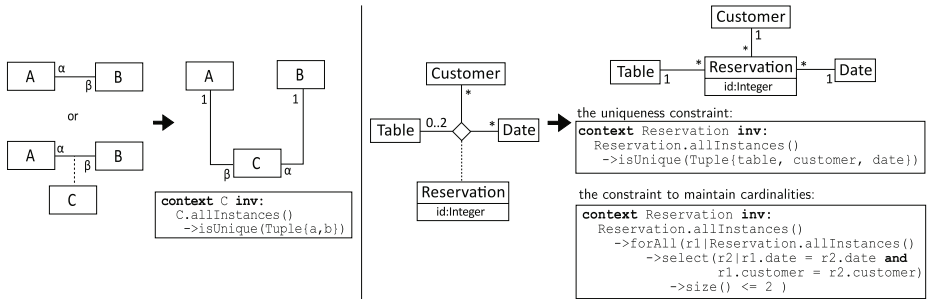 A
α
β
B
or
A
α
β
B
C
A
B
1
1
C
β
α
context C inv:
C.allInstances()
->isUnique(Tuple{a,b})
Customer
*
Table
0..2
*
Date
Reservation
id:Integer
Customer
1
*
Table
1
*
Reservation
id:Integer
*
1
Date
the uniqueness constraint:
context Reservation inv:
Reservation.allInstances()
->isUnique(Tuple{table, customer, date})
the constraint to maintain cardinalities:
context Reservation inv:
Reservation.allInstances()
->forAll(r1|Reservation.allInstances()
->select(r2|r1.date = r2.date and
r1.customer = r2.customer)
->size() <= 2 )